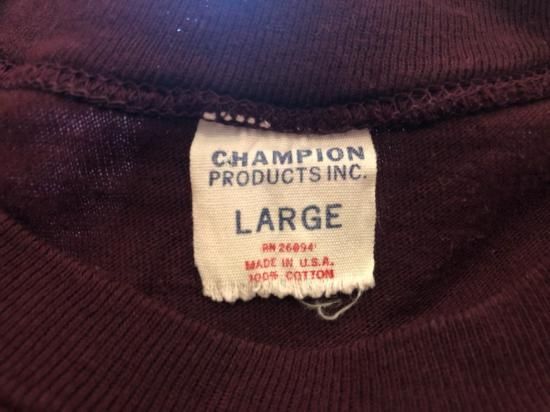 CHAMPION
PRODUCTS INC.
LARGE
RN 26094
MADE IN U.S.A.
100% COTTON